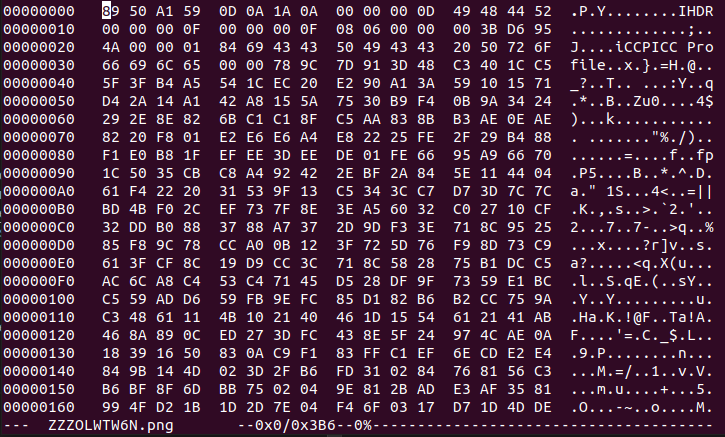 00000000 89 50 A1 59 0D 0A 1A 0A 00 00 00 0D 49 48 44 52 .P.Y........IHDR
00000010 00 00 00 0F 00 00 00 0F 08 06 00 00 00 3B D6 95 .............;..
00000020 4A 00 00 01 84 69 43 43 50 49 43 43 20 50 72 6F J....iCCPICC Pro
00000030 66 69 6C 65 00 00 78 9C 7D 91 3D 48 C3 40 1C C5 file..x.}.=H.@..
00000040 5F 3F B4 A5 54 1C EC 20 E2 90 A1 3A 59 10 15 71 _?..T.. ...:Y..q
00000050 D4 2A 14 A1 42 A8 15 5A 75 30 B9 F4 0B 9A 34 24 .*..B..Zu0....4$
00000060 29 2E 8E 82 6B C1 C1 8F C5 AA 83 8B B3 AE 0E AE )...k...........
00000070 82 20 F8 01 E2 E6 E6 A4 E8 22 25 FE 2F 29 B4 88 . ......."%./)..
00000080 F1 E0 B8 1F EF EE 3D EE DE 01 FE 66 95 A9 66 70 ......=....f..fp
00000090 1C 50 35 CB C8 A4 92 42 2E BF 2A 84 5E 11 44 04 .P5....B..*.^.D.
000000A0 61 F4 22 20 31 53 9F 13 C5 34 3C C7 D7 3D 7C 7C a." 1S...4<..=||
000000B0 BD 4B F0 2C EF 73 7F 8E 3E A5 60 32 C0 27 10 CF .K.,.s..>.`2.'..
000000C0 32 DD B0 88 37 88 A7 37 2D 9D F3 3E 71 8C 95 25 2...7..7-..>q..%
000000D0 85 F8 9C 78 CC A0 0B 12 3F 72 5D 76 F9 8D 73 C9 ...x....?r]v..s.
000000E0 61 3F CF 8C 19 D9 CC 3C 71 8C 58 28 75 B1 DC C5 a?.....<q.X(u...
000000F0 AC 6C A8 C4 53 C4 71 45 D5 28 DF 9F 73 59 E1 BC .l..S.qE.(..sY..
00000100 C5 59 AD D6 59 FB 9E FC 85 D1 82 B6 B2 CC 75 9A .Y..Y.........u.
00000110 C3 48 61 11 4B 10 21 40 46 1D 15 54 61 21 41 AB .Ha.K.!@F..Ta!A.
00000120 46 8A 89 0C ED 27 3D FC 43 8E 5F 24 97 4C AE 0A F....'=.C._$.L..
00000130 18 39 16 50 83 0A C9 F1 83 FF C1 EF 6E CD E2 E4 .9.P........n...
00000140 84 9B 14 4D 02 3D 2F B6 FD 31 02 84 76 81 56 C3 ...M.=/..1..v.V.
00000150 B6 BF 8F 6D BB 75 02 04 9E 81 2B AD E3 AF 35 81 ...m.u....+...5.
00000160 99 4F D2 1B 1D 2D 7E 04 F4 6F 03 17 D7 1D 4D DE .O...-~..o....M.
--- ZZZOLWTW6N.png --0x0/0x3B6--0%------------------------------------------